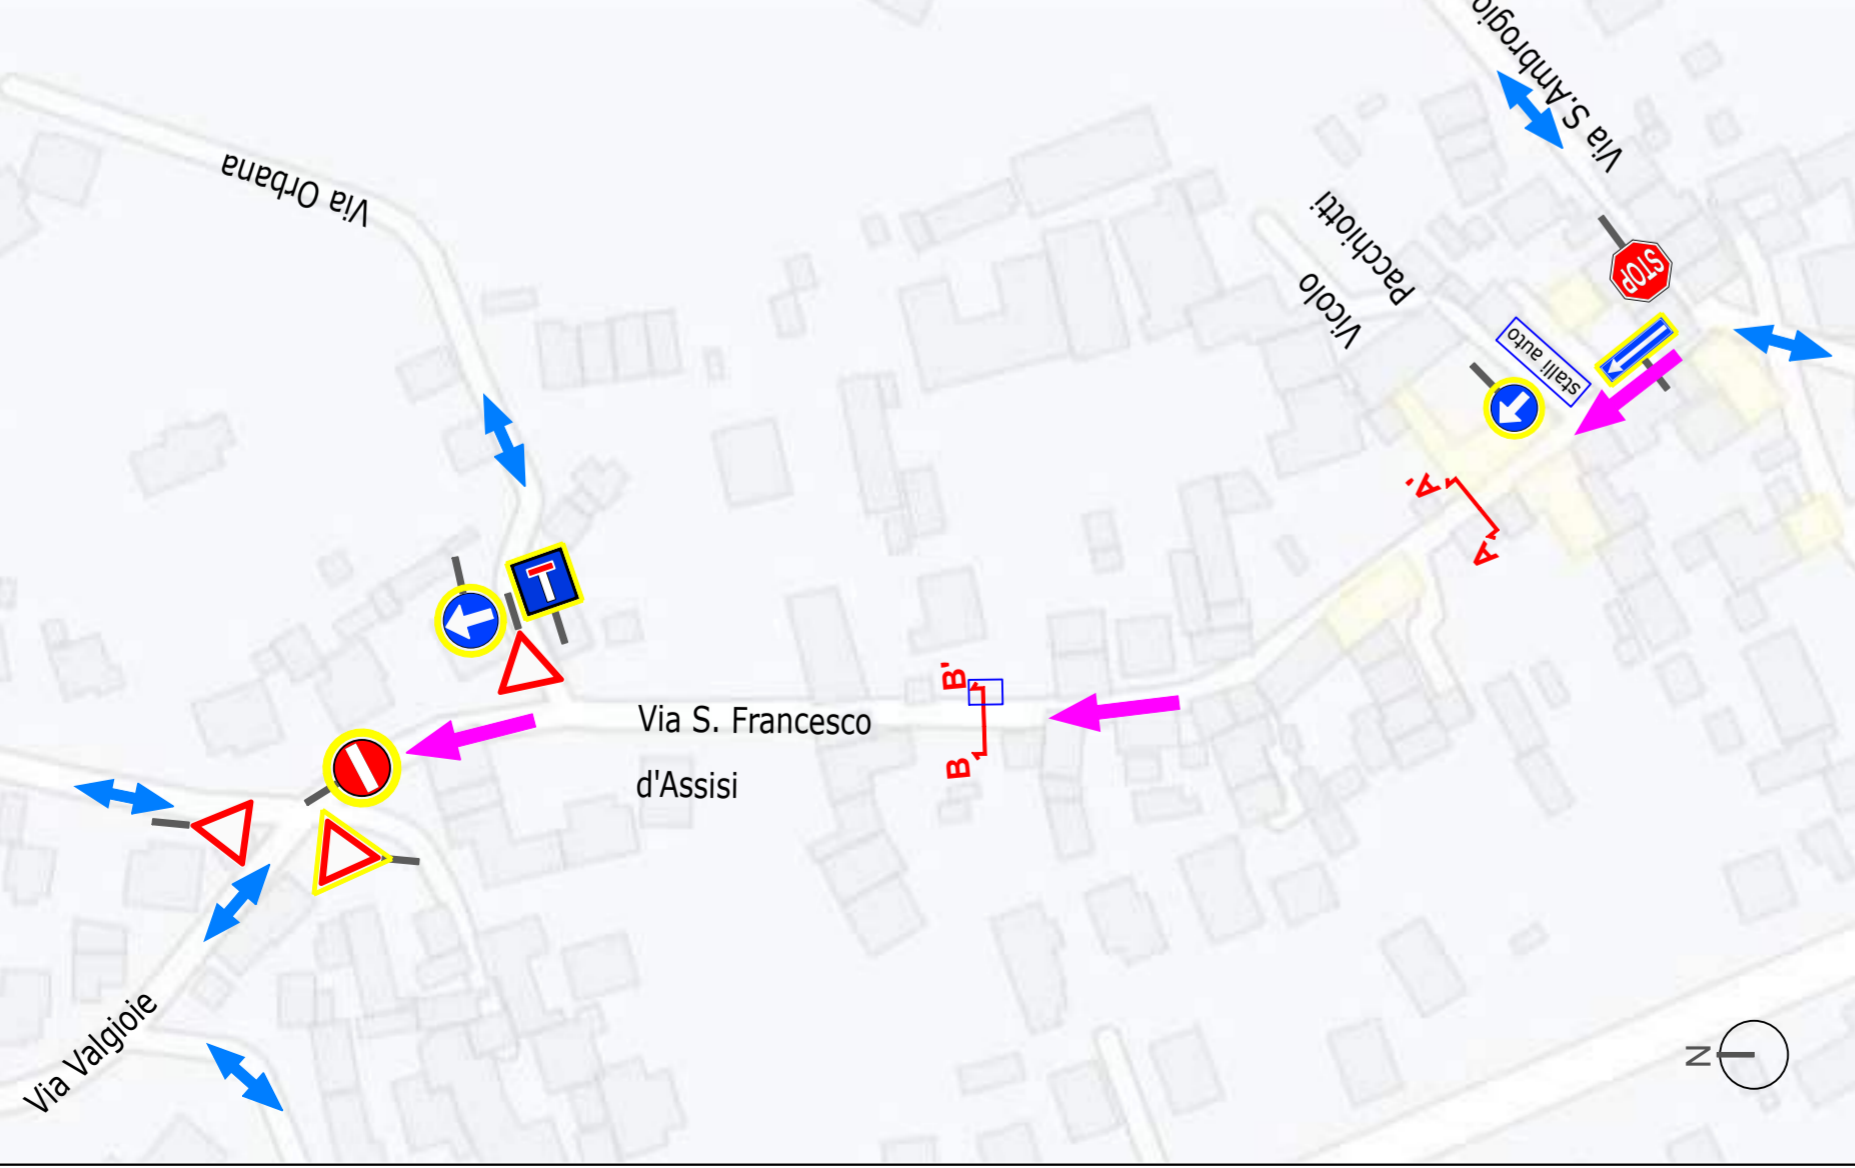 Via S.Ambrogio
Via Orbana
Vicolo
Pacchiotti
STOP
stalli auto
A'
A
B'
B
Via S. Francesco
d'Assisi
Via Valgioie
N